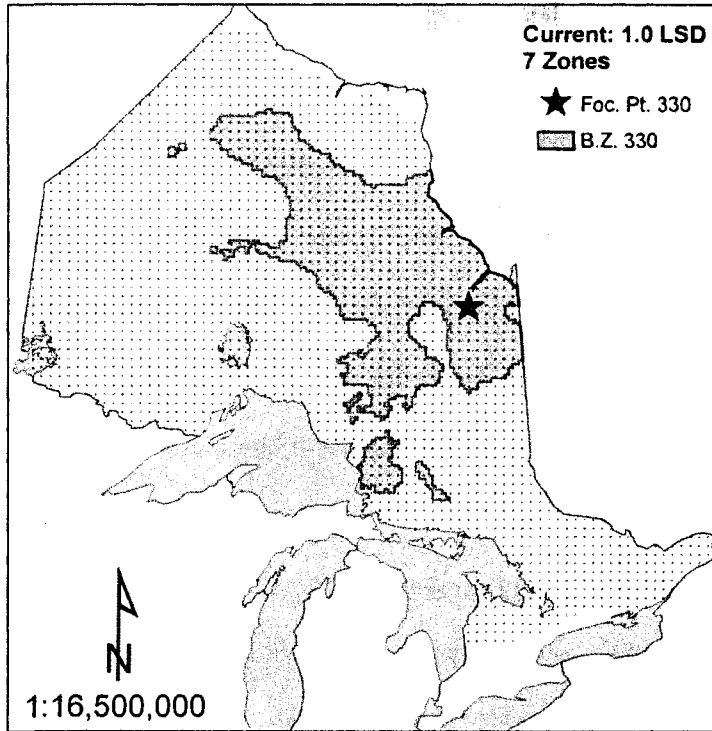 Current: 1.0 LSD
7 Zones
Foc. Pt. 330
B.Z. 330
N
1:16,500,000